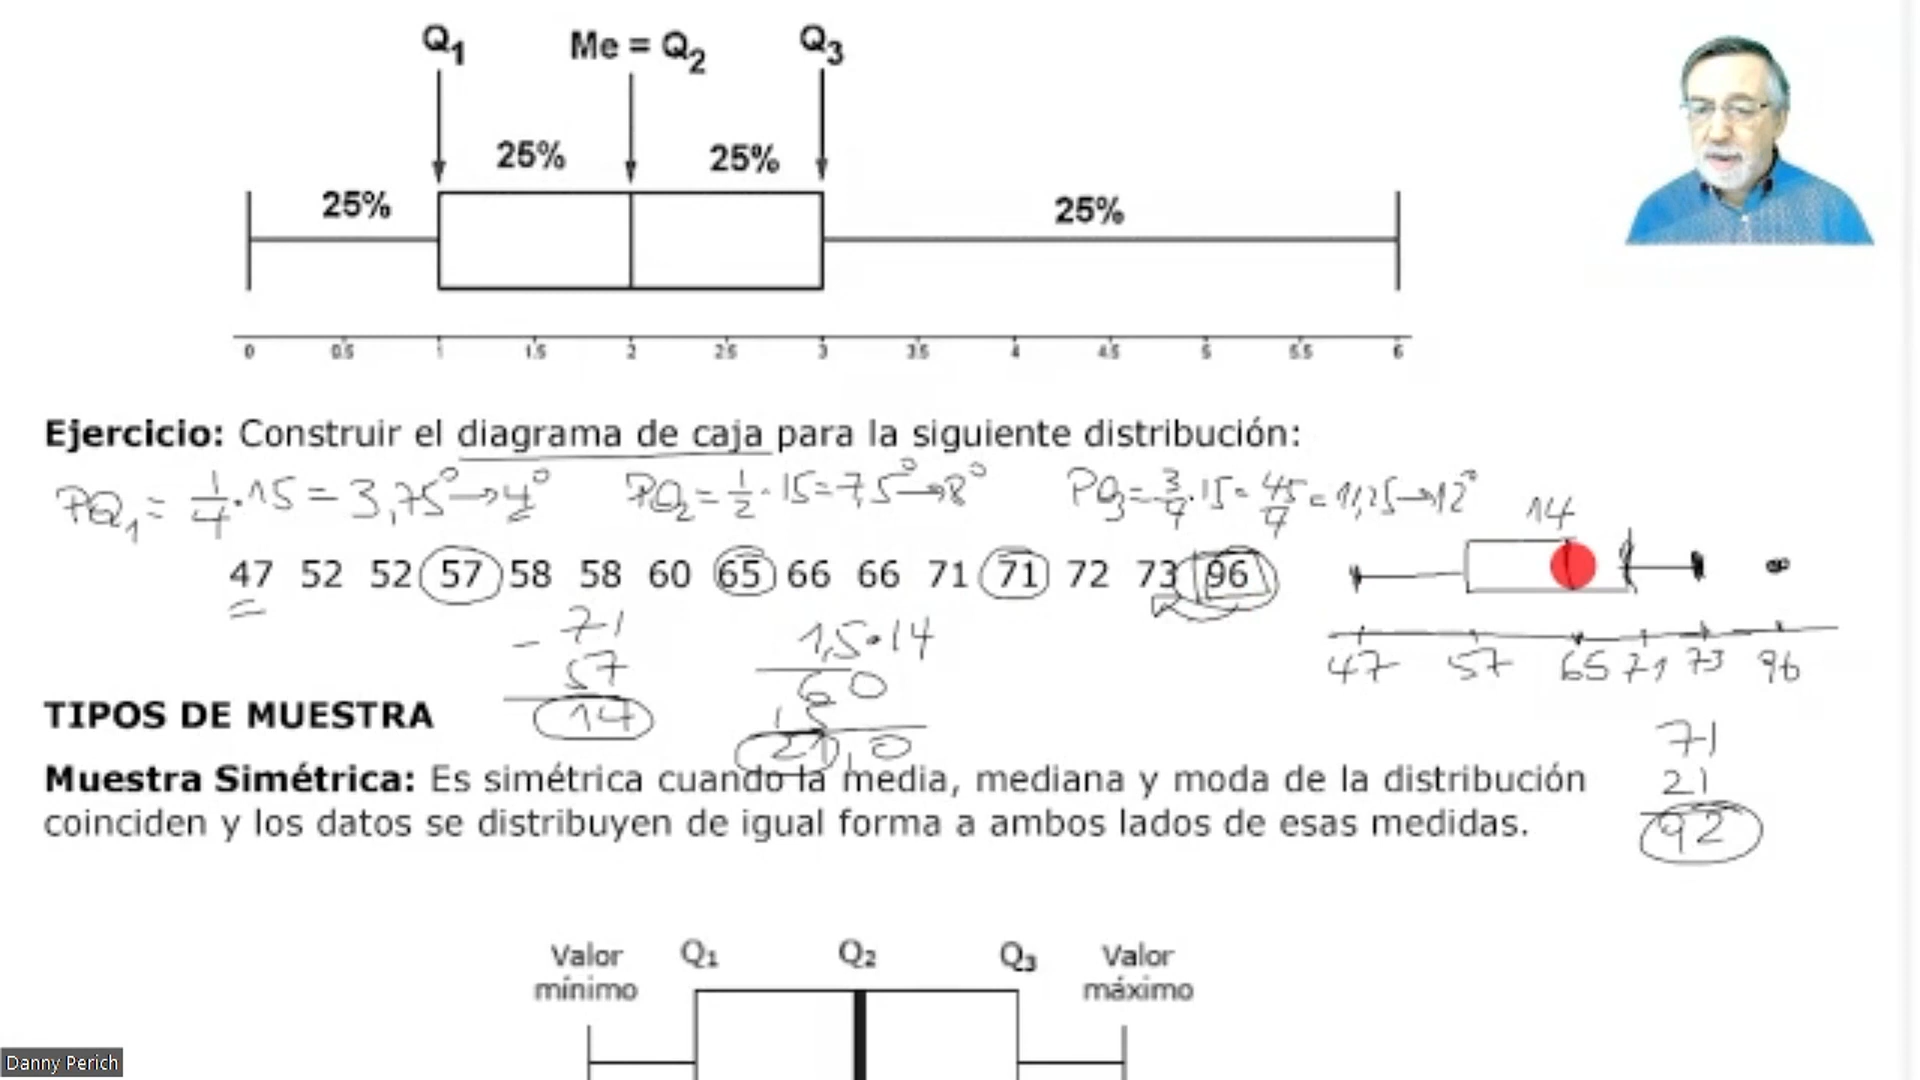 Q1 Me = Q2 Q3
25% 25%
25% 25%
0 0.5 1 1.5 2 2.5 3 3.5 4 4.5 5 5.5 6
Ejercicio: Construir el diagrama de caja para la siguiente distribución:
PQ1 = 1/4 · 15 = 3,75° → 4° PQ2 = 1/2 · 15 = 7,5° → 8° PQ3 = 3/4 · 15 = 45/4 = 11,25 → 12°
14
47 52 52 57 58 58 60 65 66 66 71 71 72 73 96
47 57 65 71 73 96
- 71
57
14
1,5 · 14
60
15
21,0
TIPOS DE MUESTRA
71
21
92
Muestra Simétrica: Es simétrica cuando la media, mediana y moda de la distribución
coinciden y los datos se distribuyen de igual forma a ambos lados de esas medidas.
Valor mínimo Q1 Q2 Q3 Valor máximo
Danny Perich